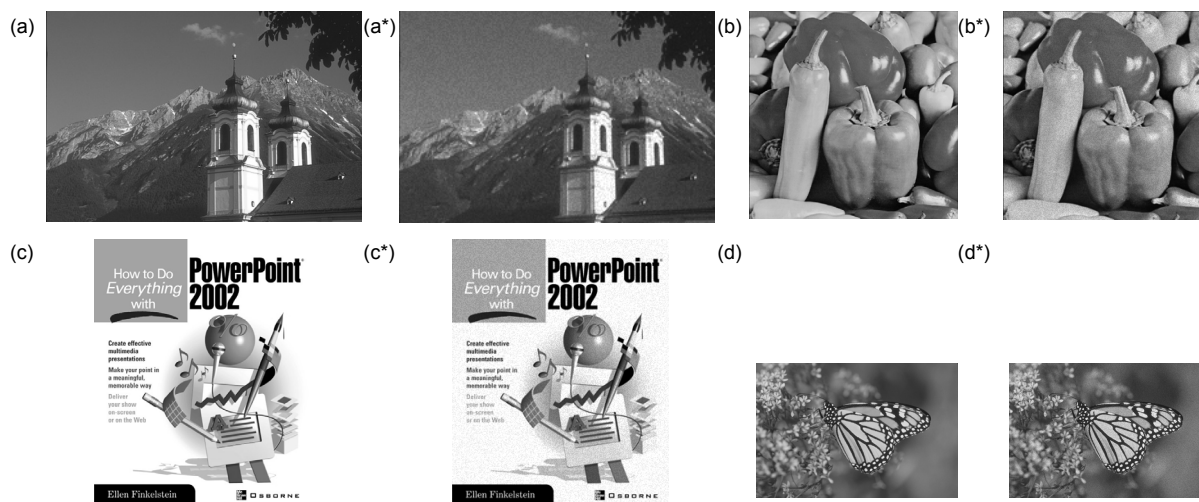 (a)
(a*)
(b)
(b*)
(c)
How to Do
Everything
with
PowerPoint®
2002
Create effective
multimedia
presentations
Make your point in
a meaningful,
memorable way
Deliver
your show
on-screen
or on the Web
Ellen Finkelstein
OSBORNE
(c*)
How to Do
Everything
with
PowerPoint®
2002
Create effective
multimedia
presentations
Make your point in
a meaningful,
memorable way
Deliver
your show
on-screen
or on the Web
Ellen Finkelstein
OSBORNE
(d)
(d*)